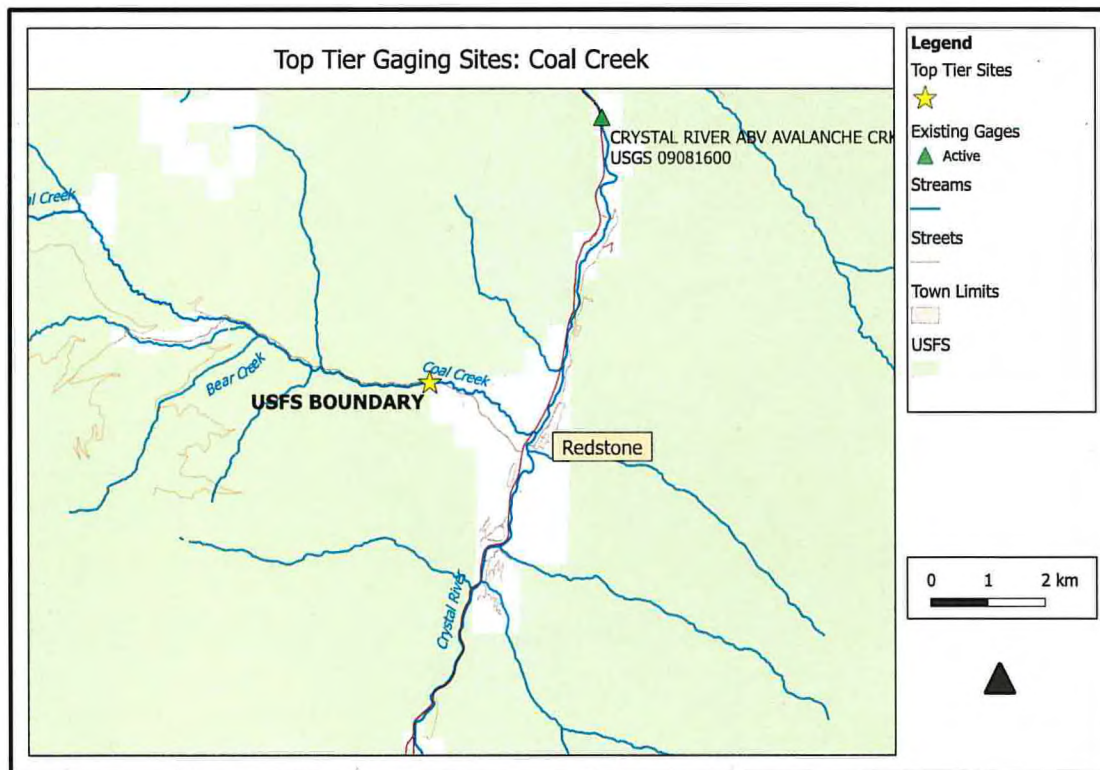 Top Tier Gaging Sites: Coal Creek
CRYSTAL RIVER ABV AVALANCHE CRK
USGS 09081600
al Creek
Bear Creek
Coal Creek
USFS BOUNDARY
Redstone
Crystal River
Legend
Top Tier Sites
Existing Gages
Active
Streams
Streets
Town Limits
USFS
0 1 2 km